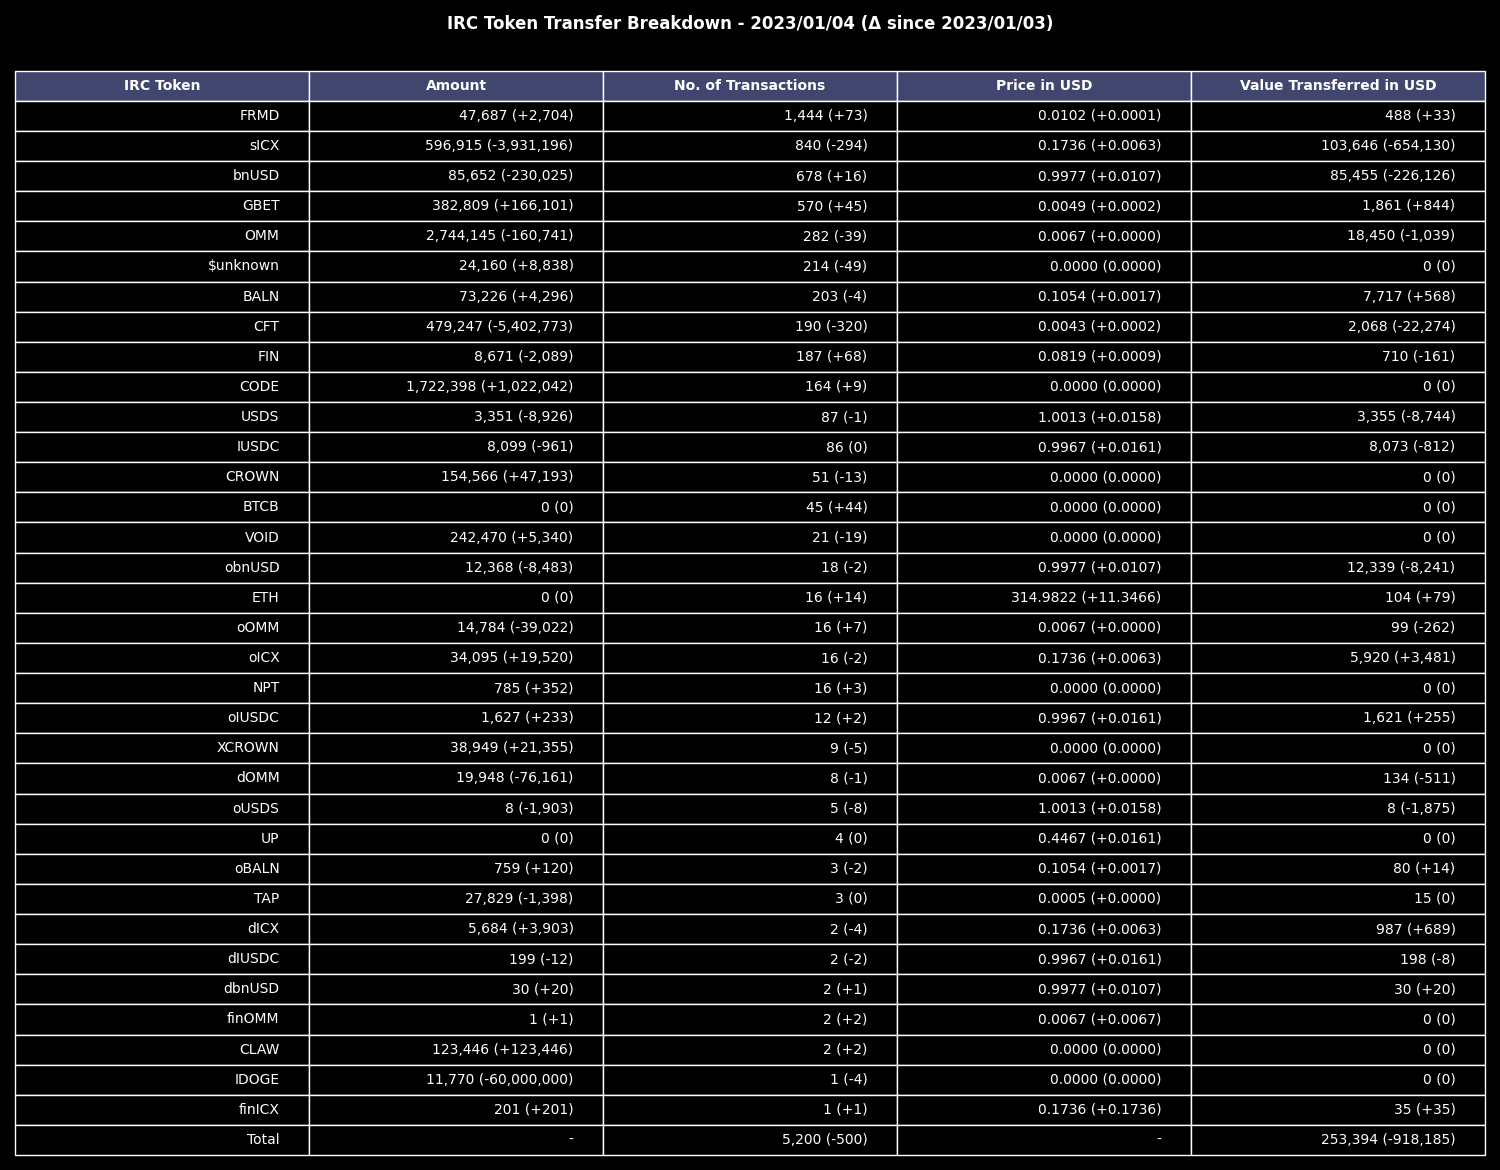 IRC Token Transfer Breakdown - 2023/01/04 (Δ since 2023/01/03)
IRC Token Amount No. of Transactions Price in USD Value Transferred in USD
FRMD 47,687 (+2,704) 1,444 (+73) 0.0102 (+0.0001) 488 (+33)
sICX 596,915 (-3,931,196) 840 (-294) 0.1736 (+0.0063) 103,646 (-654,130)
bnUSD 85,652 (-230,025) 678 (+16) 0.9977 (+0.0107) 85,455 (-226,126)
GBET 382,809 (+166,101) 570 (+45) 0.0049 (+0.0002) 1,861 (+844)
OMM 2,744,145 (-160,741) 282 (-39) 0.0067 (+0.0000) 18,450 (-1,039)
$unknown 24,160 (+8,838) 214 (-49) 0.0000 (0.0000) 0 (0)
BALN 73,226 (+4,296) 203 (-4) 0.1054 (+0.0017) 7,717 (+568)
CFT 479,247 (-5,402,773) 190 (-320) 0.0043 (+0.0002) 2,068 (-22,274)
FIN 8,671 (-2,089) 187 (+68) 0.0819 (+0.0009) 710 (-161)
CODE 1,722,398 (+1,022,042) 164 (+9) 0.0000 (0.0000) 0 (0)
USDS 3,351 (-8,926) 87 (-1) 1.0013 (+0.0158) 3,355 (-8,744)
IUSDC 8,099 (-961) 86 (0) 0.9967 (+0.0161) 8,073 (-812)
CROWN 154,566 (+47,193) 51 (-13) 0.0000 (0.0000) 0 (0)
BTCB 0 (0) 45 (+44) 0.0000 (0.0000) 0 (0)
VOID 242,470 (+5,340) 21 (-19) 0.0000 (0.0000) 0 (0)
obnUSD 12,368 (-8,483) 18 (-2) 0.9977 (+0.0107) 12,339 (-8,241)
ETH 0 (0) 16 (+14) 314.9822 (+11.3466) 104 (+79)
oOMM 14,784 (-39,022) 16 (+7) 0.0067 (+0.0000) 99 (-262)
oICX 34,095 (+19,520) 16 (-2) 0.1736 (+0.0063) 5,920 (+3,481)
NPT 785 (+352) 16 (+3) 0.0000 (0.0000) 0 (0)
oIUSDC 1,627 (+233) 12 (+2) 0.9967 (+0.0161) 1,621 (+255)
XCROWN 38,949 (+21,355) 9 (-5) 0.0000 (0.0000) 0 (0)
dOMM 19,948 (-76,161) 8 (-1) 0.0067 (+0.0000) 134 (-511)
oUSDS 8 (-1,903) 5 (-8) 1.0013 (+0.0158) 8 (-1,875)
UP 0 (0) 4 (0) 0.4467 (+0.0161) 0 (0)
oBALN 759 (+120) 3 (-2) 0.1054 (+0.0017) 80 (+14)
TAP 27,829 (-1,398) 3 (0) 0.0005 (+0.0000) 15 (0)
dICX 5,684 (+3,903) 2 (-4) 0.1736 (+0.0063) 987 (+689)
dIUSDC 199 (-12) 2 (-2) 0.9967 (+0.0161) 198 (-8)
dbnUSD 30 (+20) 2 (+1) 0.9977 (+0.0107) 30 (+20)
finOMM 1 (+1) 2 (+2) 0.0067 (+0.0067) 0 (0)
CLAW 123,446 (+123,446) 2 (+2) 0.0000 (0.0000) 0 (0)
IDOGE 11,770 (-60,000,000) 1 (-4) 0.0000 (0.0000) 0 (0)
finICX 201 (+201) 1 (+1) 0.1736 (+0.1736) 35 (+35)
Total - 5,200 (-500) - 253,394 (-918,185)